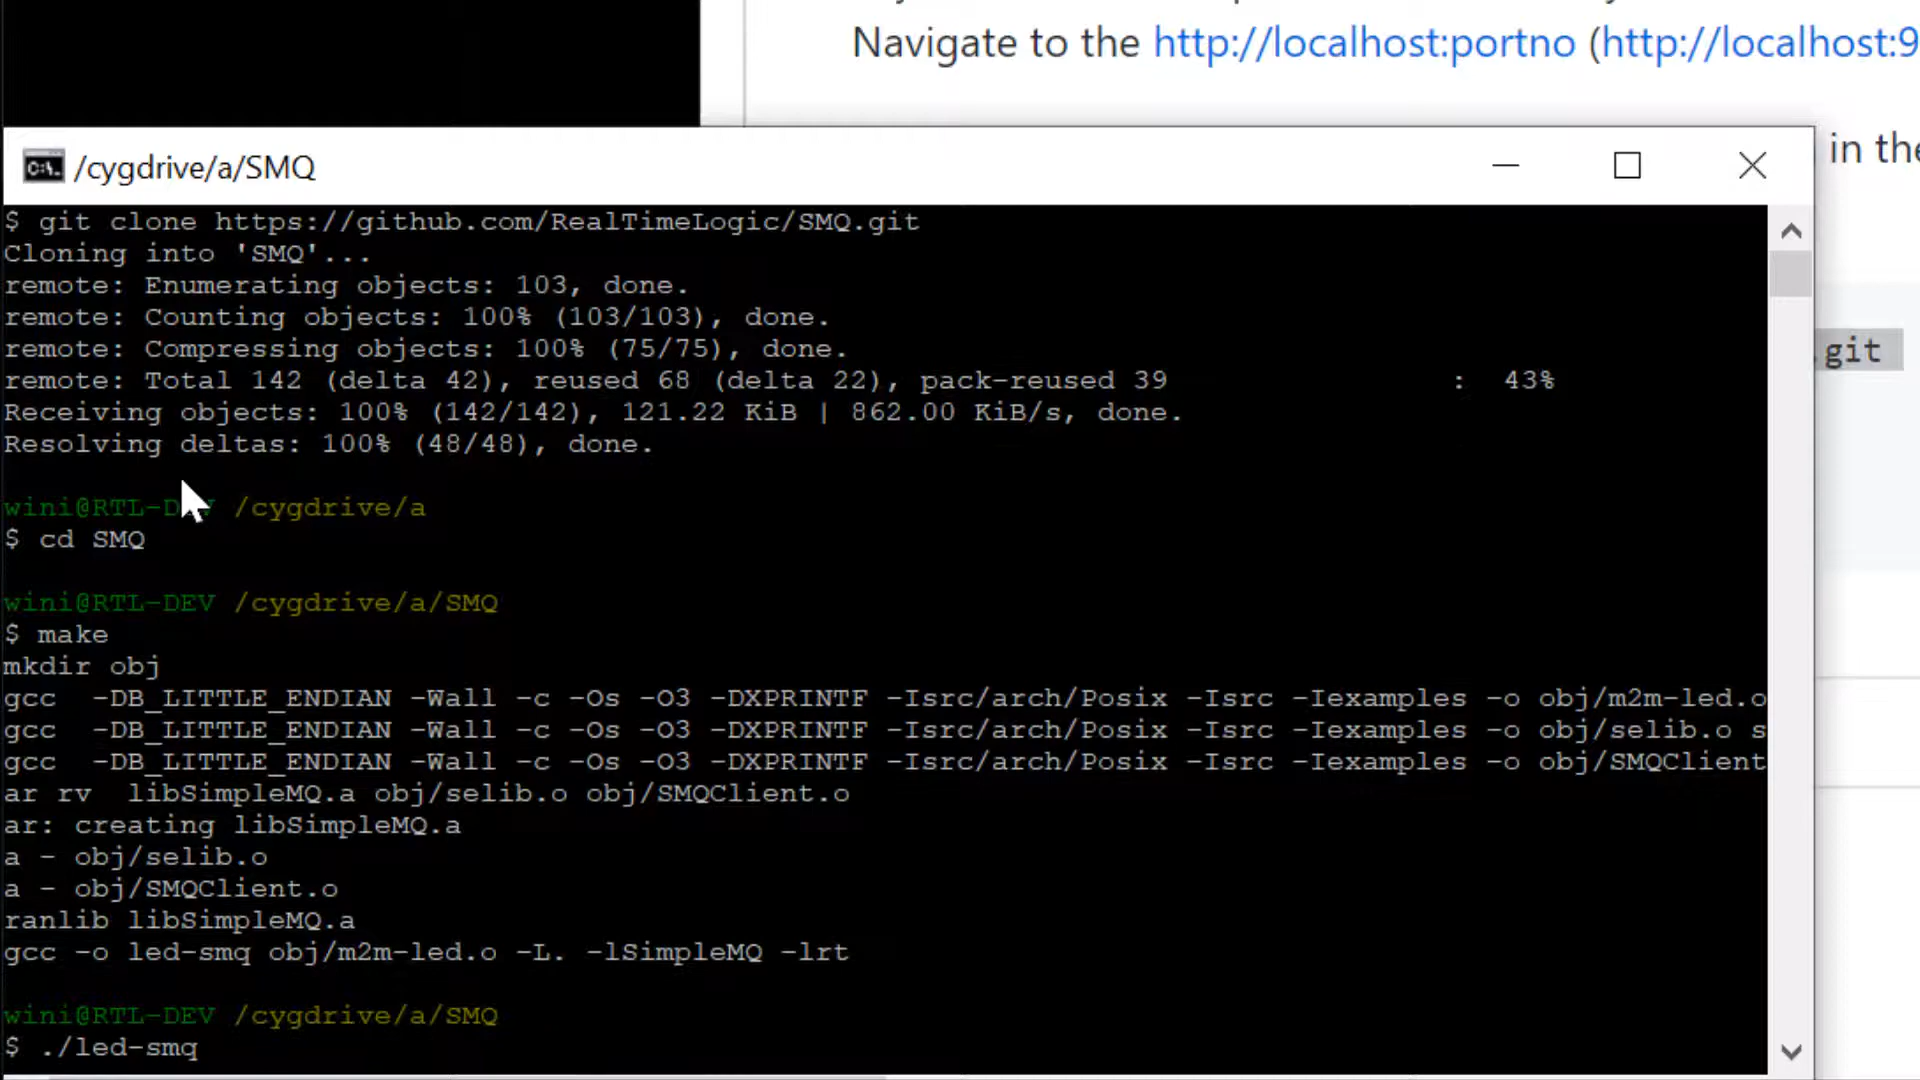 Navigate to the http://localhost:portno (http://localhost:9
/cygdrive/a/SMQ
in the
.git
$ git clone https://github.com/RealTimeLogic/SMQ.git
Cloning into 'SMQ'...
remote: Enumerating objects: 103, done.
remote: Counting objects: 100% (103/103), done.
remote: Compressing objects: 100% (75/75), done.
remote: Total 142 (delta 42), reused 68 (delta 22), pack-reused 39 : 43%
Receiving objects: 100% (142/142), 121.22 KiB | 862.00 KiB/s, done.
Resolving deltas: 100% (48/48), done.
wini@RTL-DEV /cygdrive/a
$ cd SMQ
wini@RTL-DEV /cygdrive/a/SMQ
$ make
mkdir obj
gcc -DB_LITTLE_ENDIAN -Wall -c -Os -O3 -DXPRINTF -Isrc/arch/Posix -Isrc -Iexamples -o obj/m2m-led.o
gcc -DB_LITTLE_ENDIAN -Wall -c -Os -O3 -DXPRINTF -Isrc/arch/Posix -Isrc -Iexamples -o obj/selib.o s
gcc -DB_LITTLE_ENDIAN -Wall -c -Os -O3 -DXPRINTF -Isrc/arch/Posix -Isrc -Iexamples -o obj/SMQClient
ar rv libSimpleMQ.a obj/selib.o obj/SMQClient.o
ar: creating libSimpleMQ.a
a - obj/selib.o
a - obj/SMQClient.o
ranlib libSimpleMQ.a
gcc -o led-smq obj/m2m-led.o -L. -lSimpleMQ -lrt
wini@RTL-DEV /cygdrive/a/SMQ
$ ./led-smq